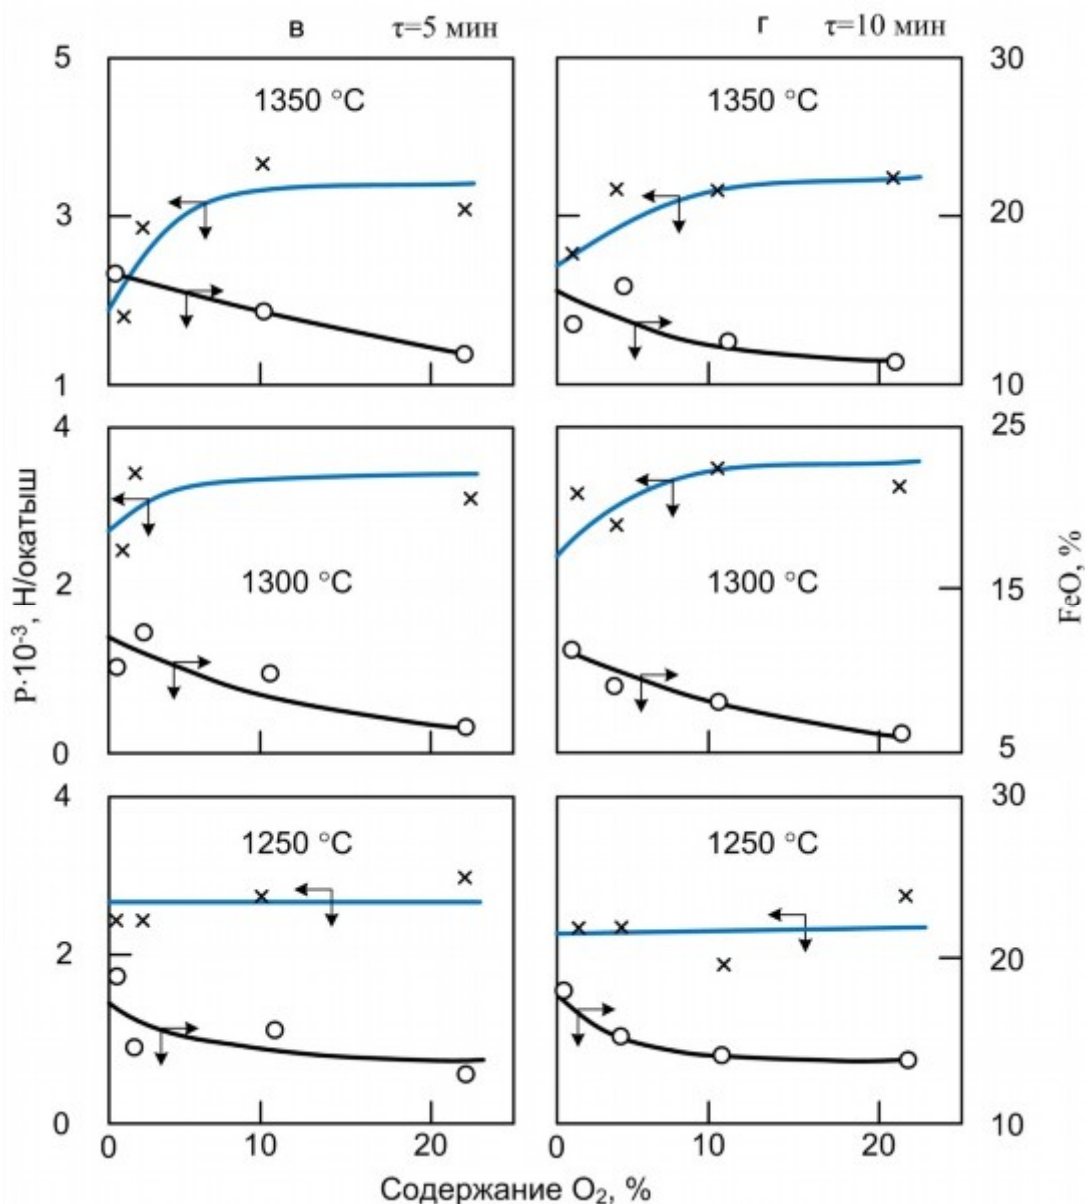 в τ=5 мин г τ=10 мин
5 30
1350 °C 1350 °C
3 20
1 10
4 25
P·10⁻³, Н/окатыш
2 1300 °C 1300 °C 15
FeO, %
0 5
4 30
1250 °C 1250 °C
2 20
0 10
0 10 20 0 10 20
Содержание O₂, %